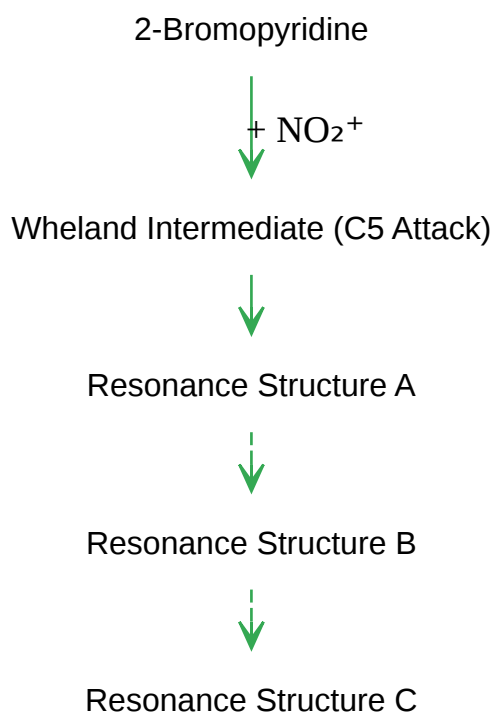 2-Bromopyridine
+ NO₂⁺
Wheland Intermediate (C5 Attack)
Resonance Structure A
Resonance Structure B
Resonance Structure C